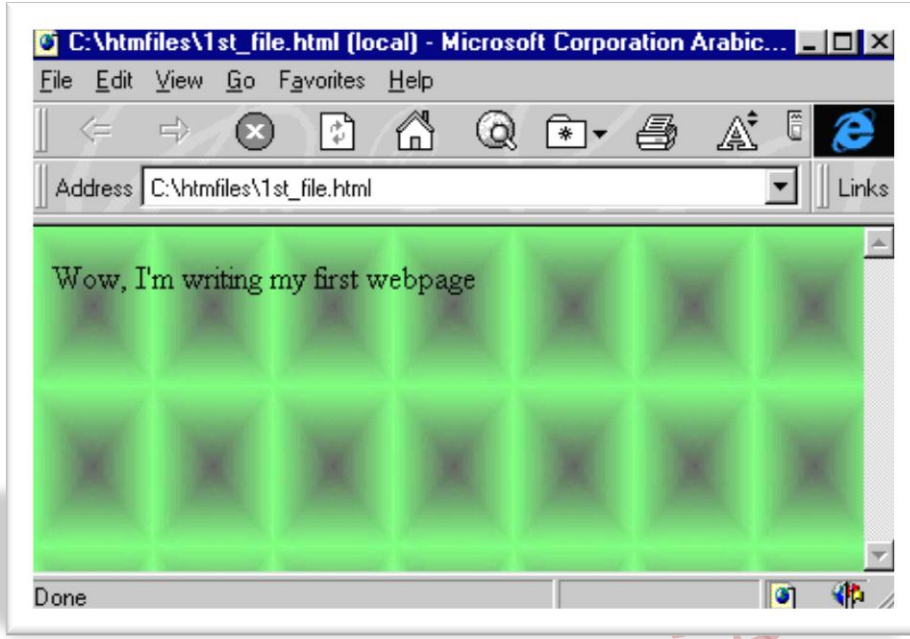 C:\htmfiles\1st_file.html (local) - Microsoft Corporation Arabic...
File Edit View Go Favorites Help
Address C:\htmfiles\1st_file.html Links
Wow, I'm writing my first webpage
Done